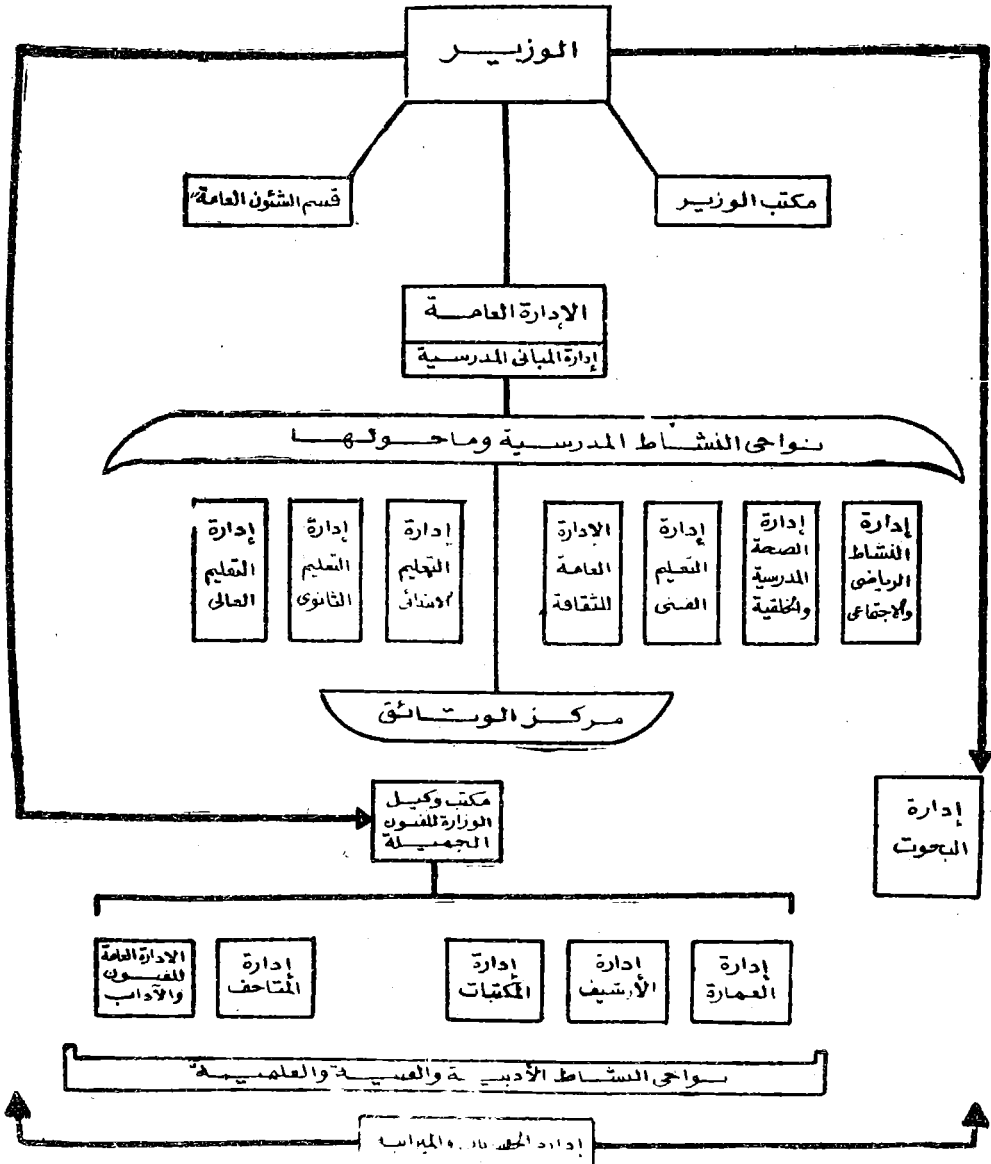 الوزير
مكتب الوزير
قسم الشئون العامة
الإدارة العامة
إدارة المبانى المدرسية
نواحى النشاط المدرسية وما حولها
إدارة
النشاط
الرياضى
والاجتماعى
إدارة
الصحة
المدرسية
والخلقية
إدارة
التعليم
الفنى
الإدارة
العامة
للثقافة
إدارة
التعليم
الابتدائى
إدارة
التعليم
الثانوى
إدارة
التعليم
العالى
مركز الوثائق
مكتب وكيل
الوزارة للفنون
الجميلة
إدارة
البحوث
إدارة
العمارة
إدارة
الأرشيف
إدارة
المكتبات
إدارة
المتاحف
الادارة العامة
للفنون
والآداب
نواحى النشاط الأدبية والفنية والعلمية
إدارة